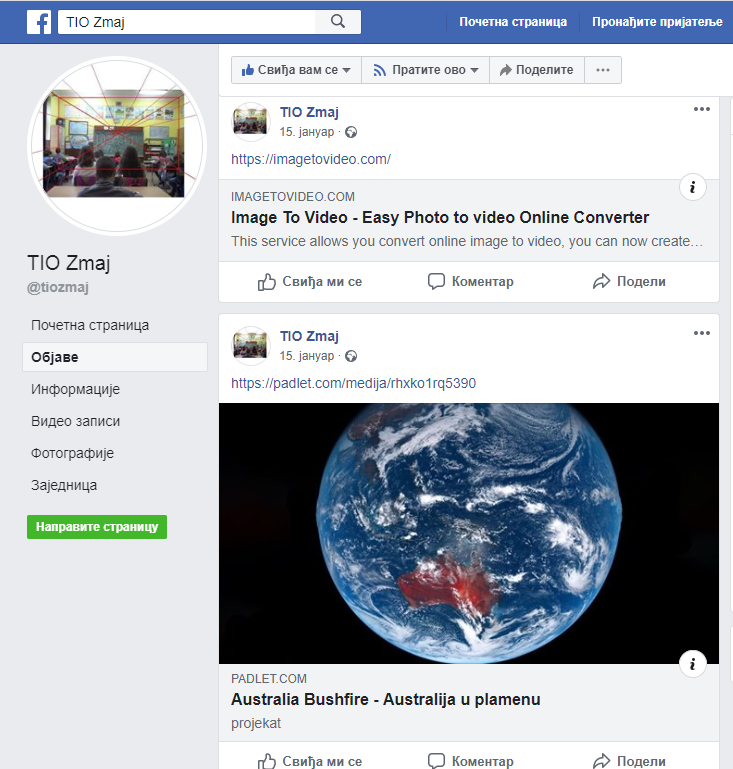 TIO Zmaj
Почетна страница
Пронађите пријатеље
Свиђа вам се
Пратите ово
Поделите
TIO Zmaj
@tiozmaj
Почетна страница
Објаве
Информације
Видео записи
Фотографије
Заједница
Направите страницу
TIO Zmaj
15. јануар ·
https://imagetovideo.com/
IMAGETOVIDEO.COM
Image To Video - Easy Photo to video Online Converter
This service allows you convert online image to video, you can now create…
Свиђа ми се
Коментар
Подели
TIO Zmaj
15. јануар ·
https://padlet.com/medija/rhxko1rq5390
PADLET.COM
Australia Bushfire - Australija u plamenu
projekat
Свиђа ми се
Коментар
Подели